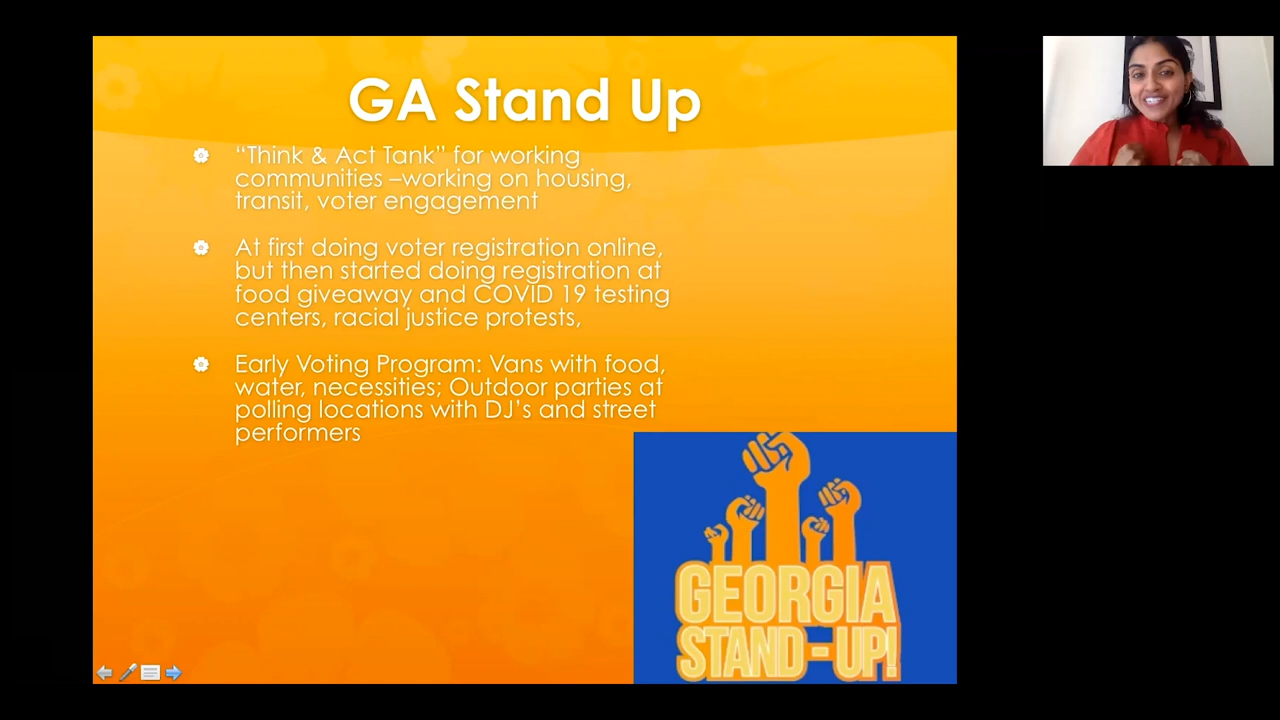 GA Stand Up
“Think & Act Tank” for working
communities –working on housing,
transit, voter engagement
At first doing voter registration online,
but then started doing registration at
food giveaway and COVID 19 testing
centers, racial justice protests,
Early Voting Program: Vans with food,
water, necessities; Outdoor parties at
polling locations with DJ’s and street
performers
GEORGIA
STAND-UP!